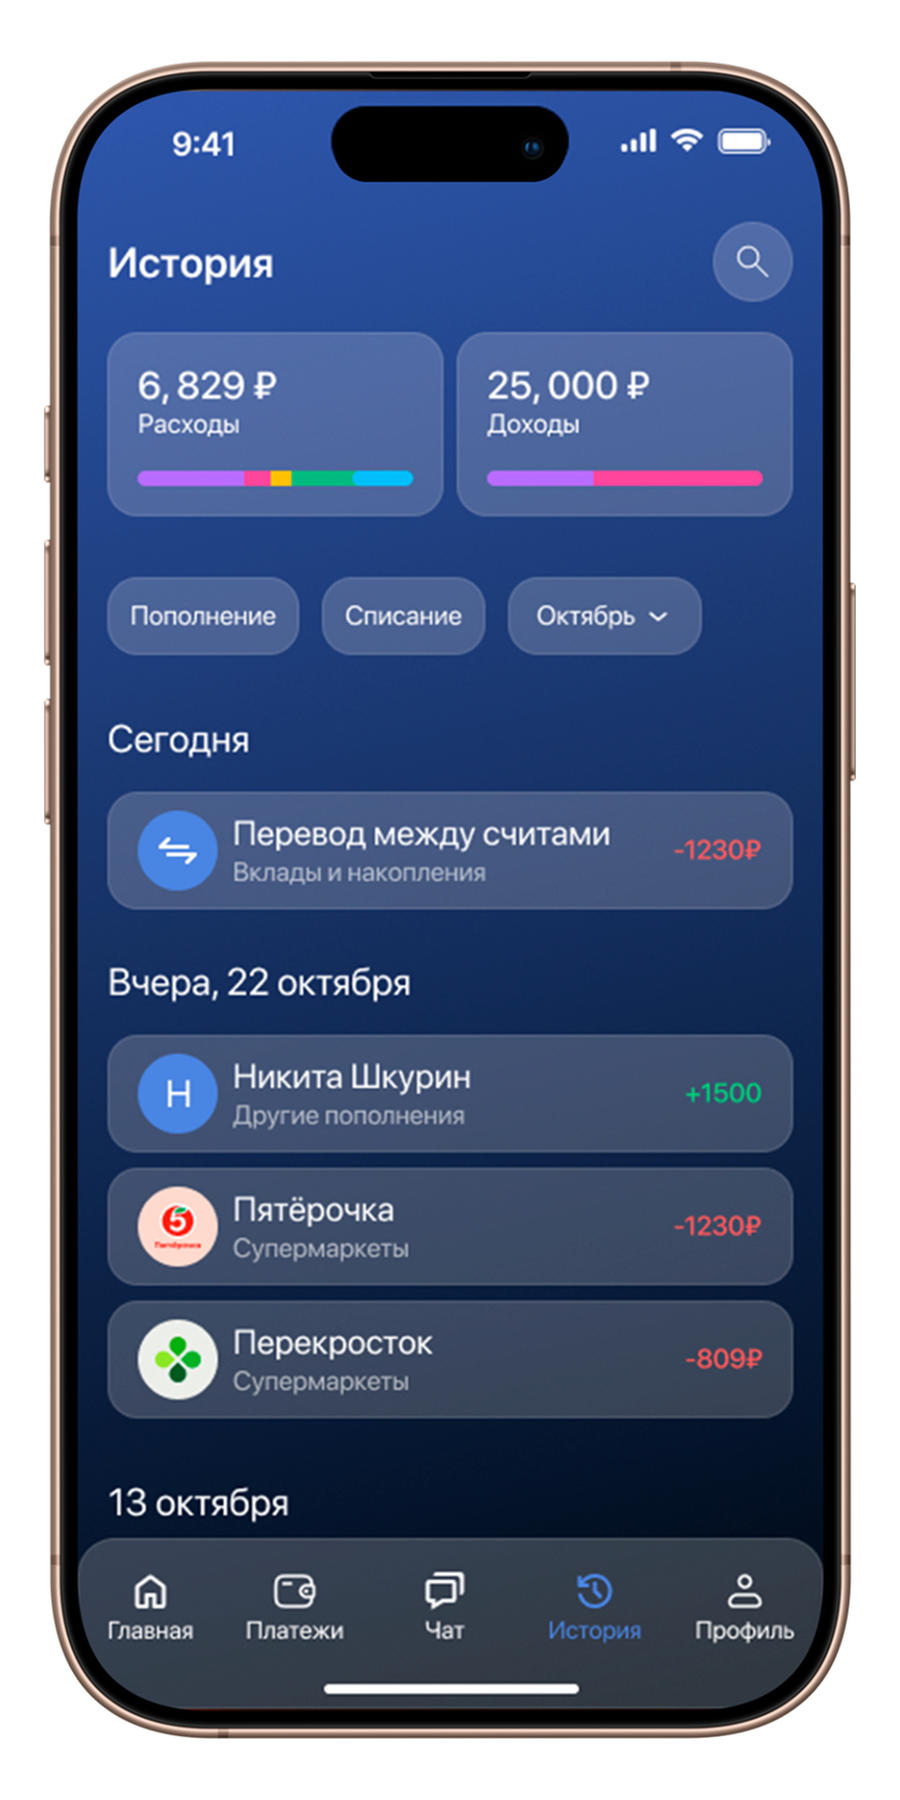 9:41
История
6, 829 ₽
Расходы
25, 000 ₽
Доходы
Пополнение
Списание
Октябрь
Сегодня
Перевод между считами
-1230₽
Вклады и накопления
Вчера, 22 октября
Н
Никита Шкурин
+1500
Другие пополнения
5
Пятёрочка
Пятёрочка
-1230₽
Супермаркеты
Перекросток
-809₽
Супермаркеты
13 октября
Главная
Платежи
Чат
История
Профиль